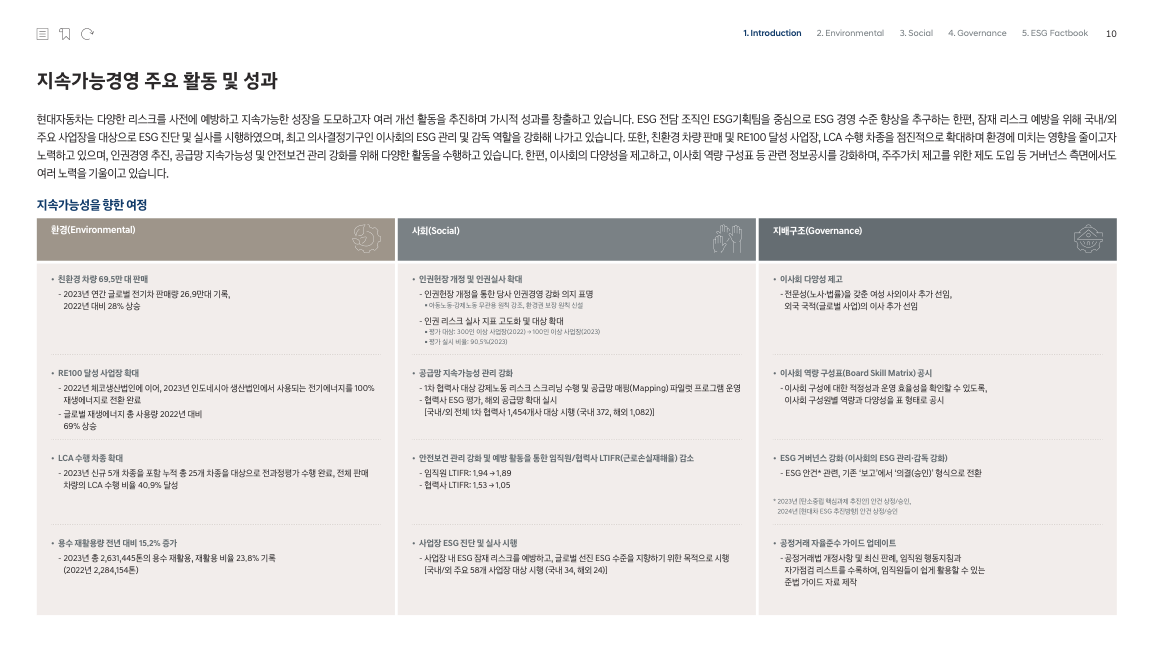 1. Introduction 2. Environmental 3. Social 4. Governance 5. ESG Factbook 10
지속가능경영 주요 활동 및 성과
현대자동차는 다양한 리스크를 사전에 예방하고 지속가능한 성장을 도모하고자 여러 개선 활동을 추진하며 가시적 성과를 창출하고 있습니다. ESG 전담 조직인 ESG기획팀을 중심으로 ESG 경영 수준 향상을 추구하는 한편, 잠재 리스크 예방을 위해 국내/외
주요 사업장을 대상으로 ESG 진단 및 실사를 시행하였으며, 최고 의사결정기구인 이사회의 ESG 관리 및 감독 역할을 강화해 나가고 있습니다. 또한, 친환경 차량 판매 및 RE100 달성 사업장, LCA 수행 차종을 점진적으로 확대하며 환경에 미치는 영향을 줄이고자
노력하고 있으며, 인권경영 추진, 공급망 지속가능성 및 안전보건 관리 강화를 위해 다양한 활동을 수행하고 있습니다. 한편, 이사회의 다양성을 제고하고, 이사회 역량 구성표 등 관련 정보공시를 강화하며, 주주가치 제고를 위한 제도 도입 등 거버넌스 측면에서도
여러 노력을 기울이고 있습니다.
지속가능성을 향한 여정
환경(Environmental)
• 친환경 차량 69.5만 대 판매
- 2023년 연간 글로벌 전기차 판매량 26.9만대 기록,
2022년 대비 28% 상승
• RE100 달성 사업장 확대
- 2022년 체코생산법인에 이어, 2023년 인도네시아 생산법인에서 사용되는 전기에너지를 100%
재생에너지로 전환 완료
- 글로벌 재생에너지 총 사용량 2022년 대비
69% 상승
• LCA 수행 차종 확대
- 2023년 신규 5개 차종을 포함 누적 총 25개 차종을 대상으로 전과정평가 수행 완료, 전체 판매
차량의 LCA 수행 비율 40.9% 달성
• 용수 재활용량 전년 대비 15.2% 증가
- 2023년 총 2,631,445톤의 용수 재활용, 재활용 비율 23.8% 기록
(2022년 2,284,154톤)
사회(Social)
• 인권헌장 개정 및 인권실사 확대
- 인권헌장 개정을 통한 당사 인권경영 강화 의지 표명
▪ 아동노동·강제노동 무관용 원칙 강조, 환경권 보장 원칙 신설
- 인권 리스크 실사 지표 고도화 및 대상 확대
▪ 평가 대상: 300인 이상 사업장(2022) → 100인 이상 사업장(2023)
▪ 평가 실시 비율: 90.5%(2023)
• 공급망 지속가능성 관리 강화
- 1차 협력사 대상 강제노동 리스크 스크리닝 수행 및 공급망 매핑(Mapping) 파일럿 프로그램 운영
- 협력사 ESG 평가, 해외 공급망 확대 실시
[국내/외 전체 1차 협력사 1,454개사 대상 시행 (국내 372, 해외 1,082)]
• 안전보건 관리 강화 및 예방 활동을 통한 임직원/협력사 LTIFR(근로손실재해율) 감소
- 임직원 LTIFR: 1.94 → 1.89
- 협력사 LTIFR: 1.53 → 1.05
• 사업장 ESG 진단 및 실사 시행
- 사업장 내 ESG 잠재 리스크를 예방하고, 글로벌 선진 ESG 수준을 지향하기 위한 목적으로 시행
[국내/외 주요 58개 사업장 대상 시행 (국내 34, 해외 24)]
지배구조(Governance)
• 이사회 다양성 제고
- 전문성(노사·법률)을 갖춘 여성 사외이사 추가 선임,
외국 국적(글로벌 사업)의 이사 추가 선임
• 이사회 역량 구성표(Board Skill Matrix) 공시
- 이사회 구성에 대한 적정성과 운영 효율성을 확인할 수 있도록,
이사회 구성원별 역량과 다양성을 표 형태로 공시
• ESG 거버넌스 강화 (이사회의 ESG 관리·감독 강화)
- ESG 안건* 관련, 기존 '보고'에서 '의결(승인)' 형식으로 전환
* 2023년 [탄소중립 핵심과제 추진안] 안건 상정/승인,
2024년 [현대차 ESG 추진방향] 안건 상정/승인
• 공정거래 자율준수 가이드 업데이트
- 공정거래법 개정사항 및 최신 판례, 임직원 행동지침과
자가점검 리스트를 수록하여, 임직원들이 쉽게 활용할 수 있는
준법 가이드 자료 제작